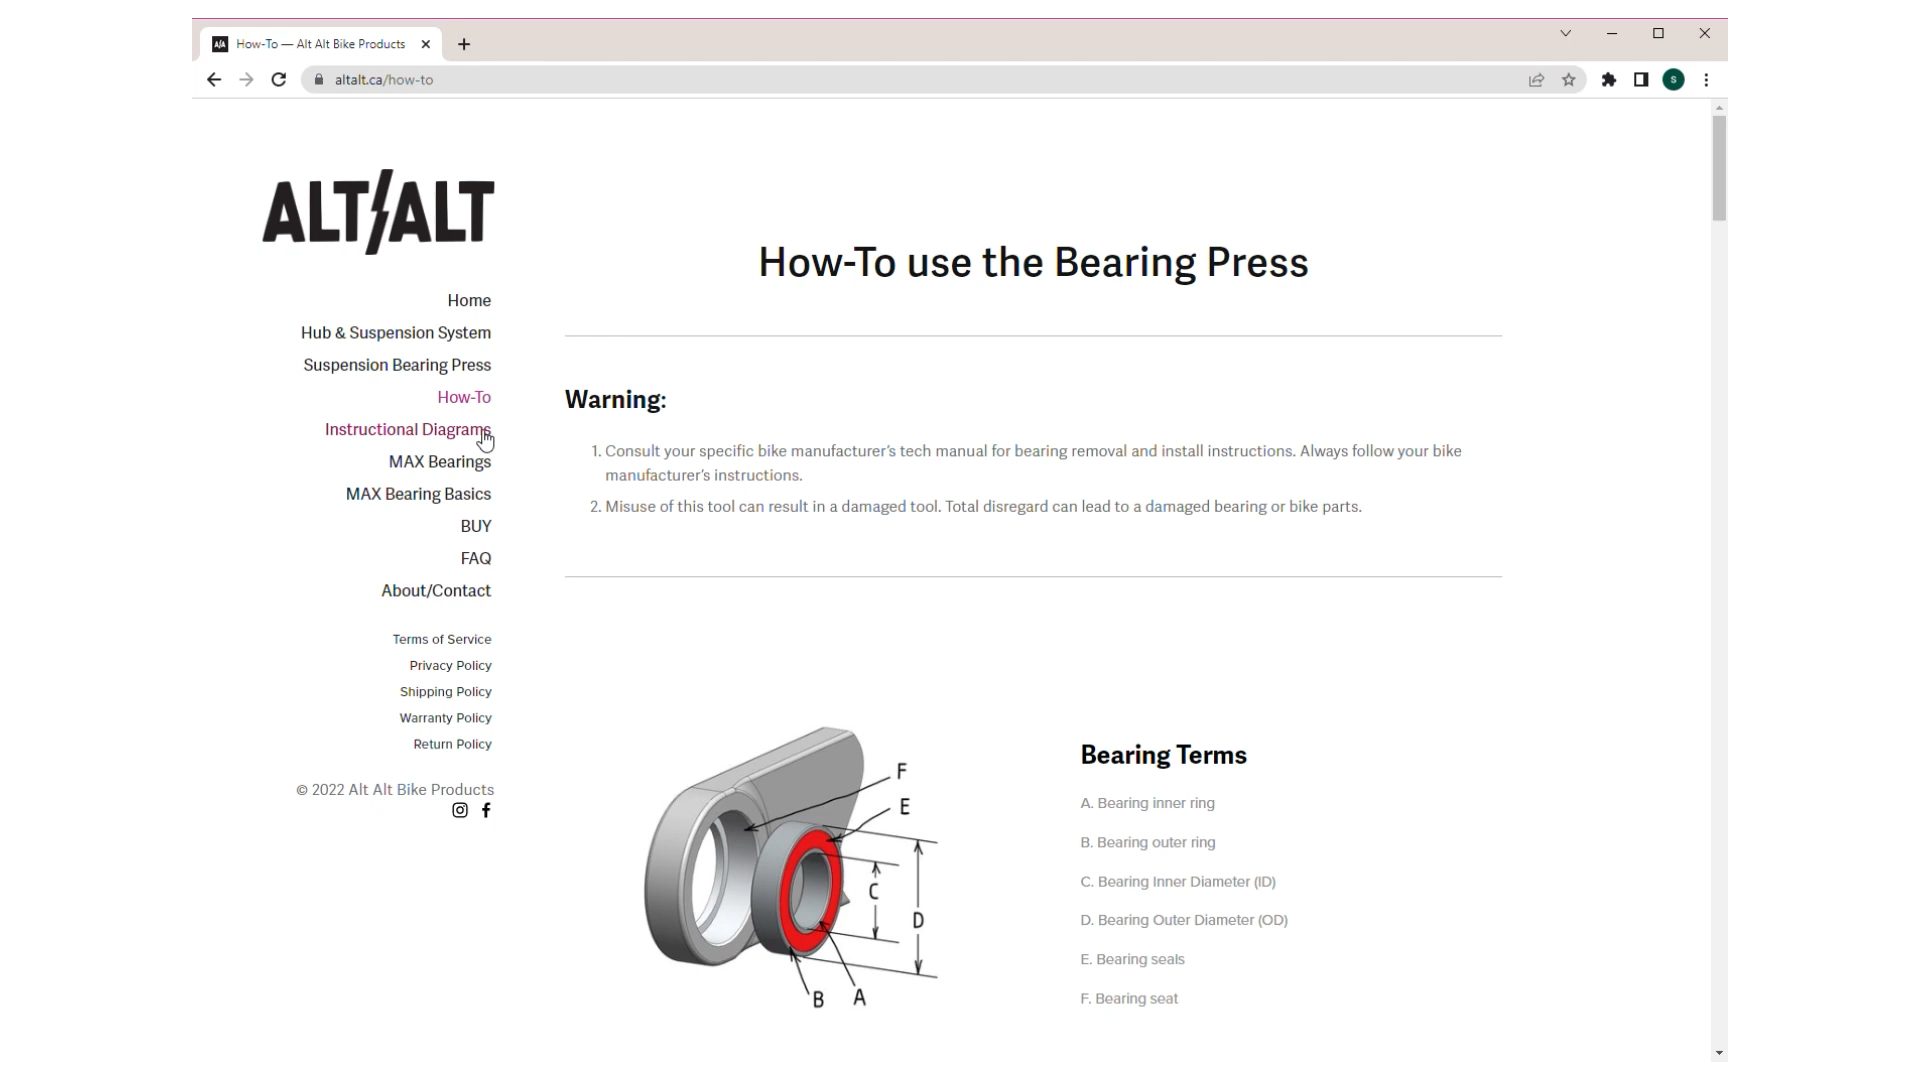 How-To — Alt Alt Bike Products
altalt.ca/how-to
S
ALT/ALT
Home
Hub & Suspension System
Suspension Bearing Press
How-To
Instructional Diagrams
MAX Bearings
MAX Bearing Basics
BUY
FAQ
About/Contact
Terms of Service
Privacy Policy
Shipping Policy
Warranty Policy
Return Policy
© 2022 Alt Alt Bike Products
How-To use the Bearing Press
Warning:
1. Consult your specific bike manufacturer's tech manual for bearing removal and install instructions. Always follow your bike
manufacturer's instructions.
2. Misuse of this tool can result in a damaged tool. Total disregard can lead to a damaged bearing or bike parts.
F
E
C
D
B
A
Bearing Terms
A. Bearing inner ring
B. Bearing outer ring
C. Bearing Inner Diameter (ID)
D. Bearing Outer Diameter (OD)
E. Bearing seals
F. Bearing seat